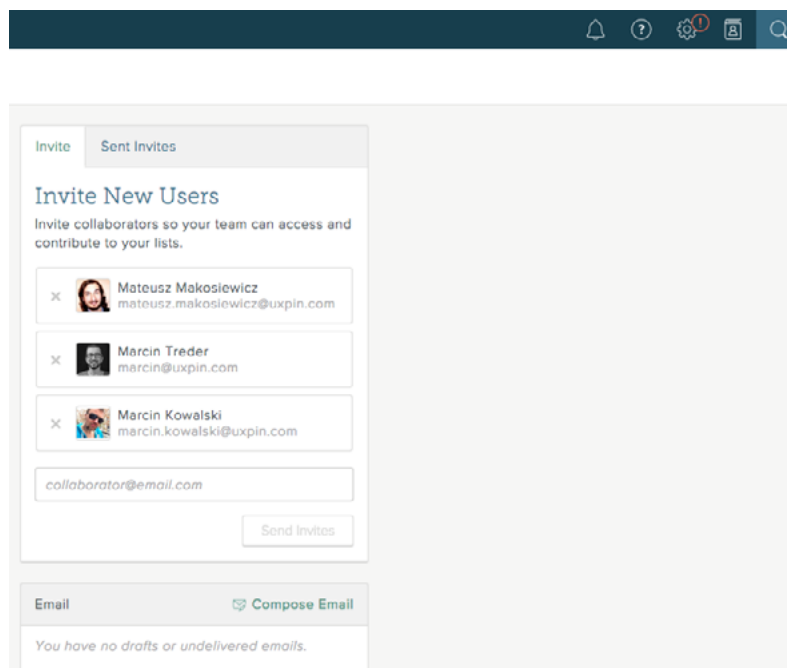 Invite Sent Invites
Invite New Users
Invite collaborators so your team can access and
contribute to your lists.
Mateusz Makosiewicz
mateusz.makosiewicz@uxpin.com
Marcin Treder
marcin@uxpin.com
Marcin Kowalski
marcin.kowalski@uxpin.com
collaborator@email.com
Send Invites
Email Compose Email
You have no drafts or undelivered emails.